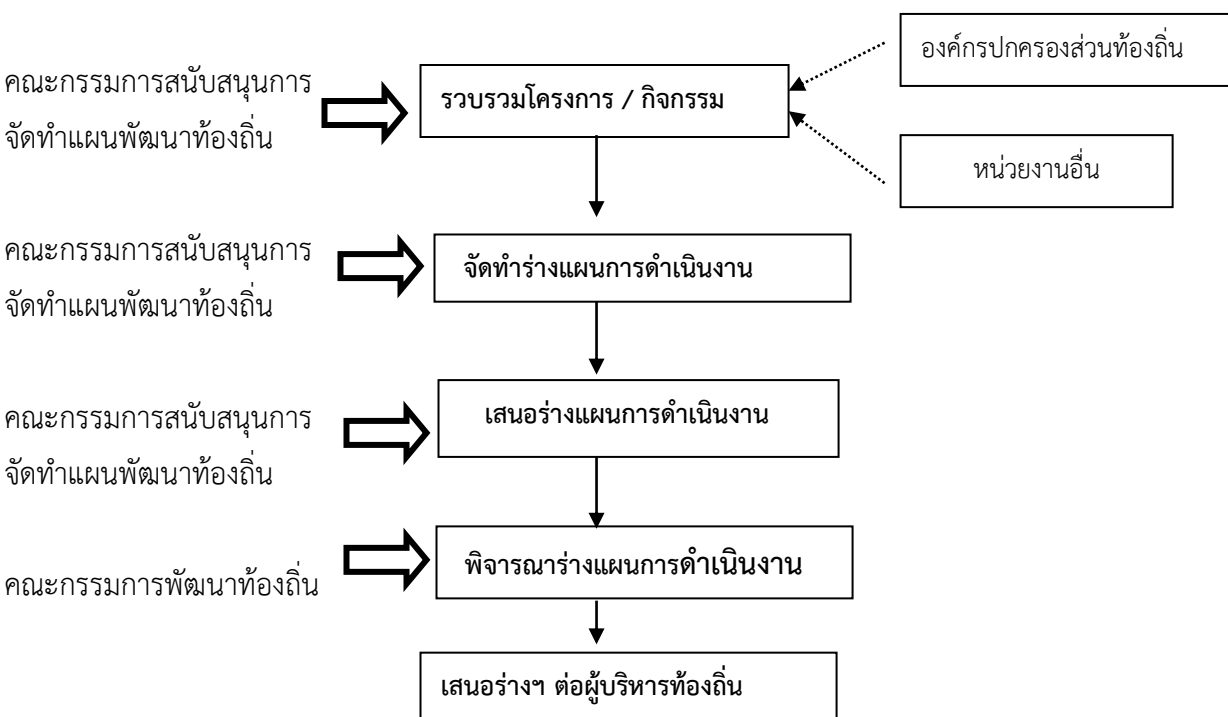 องค์กรปกครองส่วนท้องถิ่น
คณะกรรมการสนับสนุนการ
จัดทำแผนพัฒนาท้องถิ่น
รวบรวมโครงการ / กิจกรรม
หน่วยงานอื่น
คณะกรรมการสนับสนุนการ
จัดทำแผนพัฒนาท้องถิ่น
จัดทำร่างแผนการดำเนินงาน
คณะกรรมการสนับสนุนการ
จัดทำแผนพัฒนาท้องถิ่น
เสนอร่างแผนการดำเนินงาน
คณะกรรมการพัฒนาท้องถิ่น
พิจารณาร่างแผนการดำเนินงาน
เสนอร่างฯ ต่อผู้บริหารท้องถิ่น